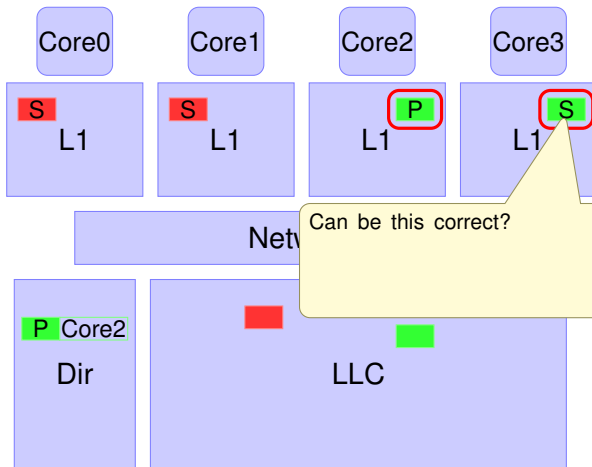 Core0 Core1 Core2 Core3
S S P S
L1 L1 L1 L1
Can be this correct?
P Core2
Dir LLC